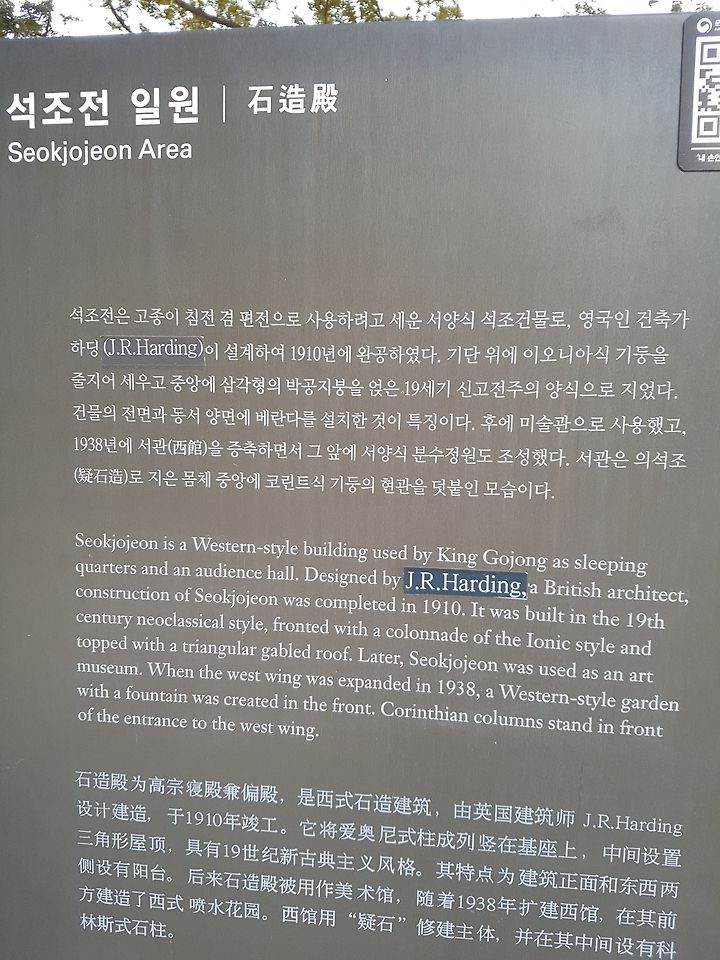 석조전 일원 | 石造殿
Seokjojeon Area
'내 손안
석조전은 고종이 침전 겸 편전으로 사용하려고 세운 서양식 석조건물로, 영국인 건축가
하딩(J.R.Harding)이 설계하여 1910년에 완공하였다. 기단 위에 이오니아식 기둥을
줄지어 세우고 중앙에 삼각형의 박공지붕을 얹은 19세기 신고전주의 양식으로 지었다.
건물의 전면과 동서 양면에 베란다를 설치한 것이 특징이다. 후에 미술관으로 사용했고,
1938년에 서관(西館)을 증축하면서 그 앞에 서양식 분수정원도 조성했다. 서관은 의석조
(疑石造)로 지은 몸체 중앙에 코린트식 기둥의 현관을 덧붙인 모습이다.
Seokjojeon is a Western-style building used by King Gojong as sleeping
quarters and an audience hall. Designed by J.R.Harding, a British architect,
construction of Seokjojeon was completed in 1910. It was built in the 19th
century neoclassical style, fronted with a colonnade of the Ionic style and
topped with a triangular gabled roof. Later, Seokjojeon was used as an art
museum. When the west wing was expanded in 1938, a Western-style garden
with a fountain was created in the front. Corinthian columns stand in front
of the entrance to the west wing.
石造殿为高宗寝殿兼偏殿，是西式石造建筑，由英国建筑师 J.R.Harding
设计建造，于1910年竣工。它将爱奥尼式柱成列竖在基座上，中间设置
三角形屋顶，具有19世纪新古典主义风格。其特点为建筑正面和东西两
侧设有阳台。后来石造殿被用作美术馆，随着1938年扩建西馆，在其前
方建造了西式 喷水花园。西馆用“疑石”修建主体，并在其中间设有科
林斯式石柱。